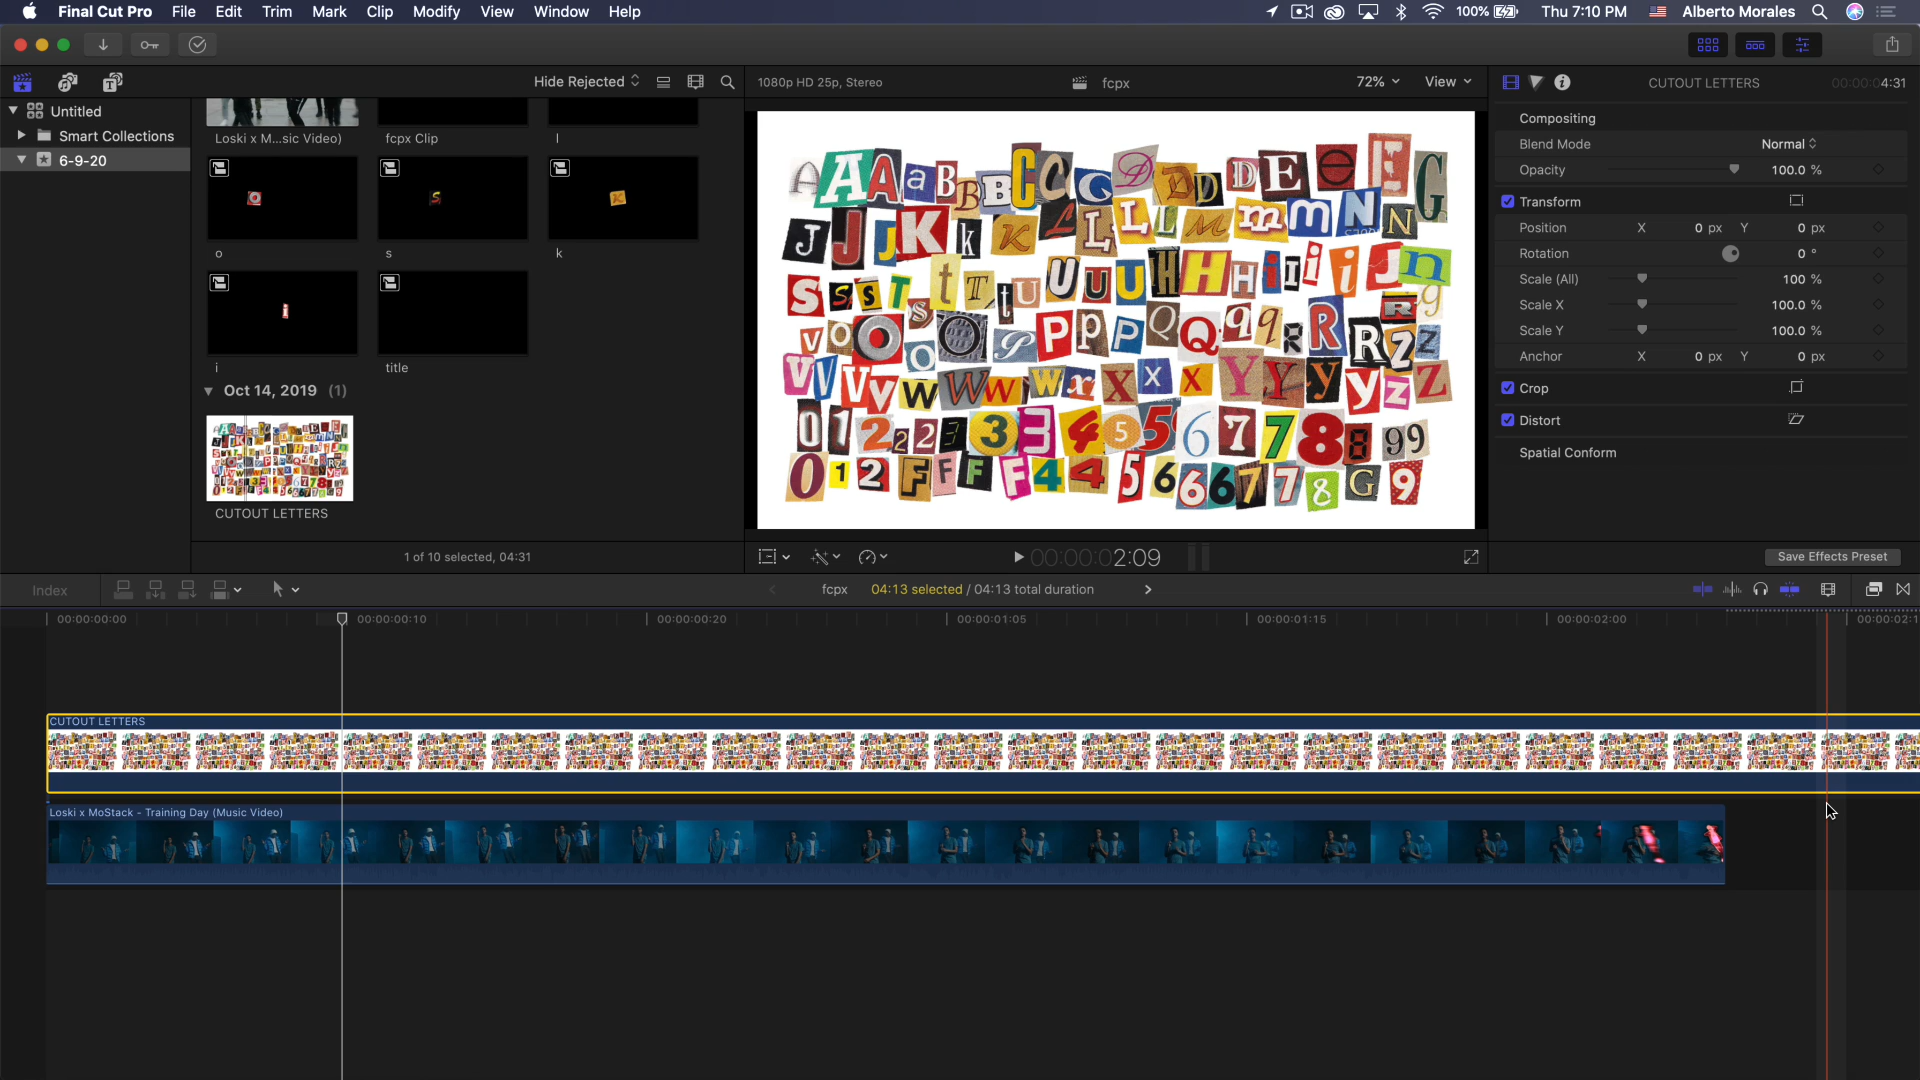 Final Cut Pro File Edit Trim Mark Clip Modify View Window Help 100% Thu 7:10 PM Alberto Morales
Hide Rejected 1080p HD 25p, Stereo fcpx 72% View CUTOUT LETTERS 00:00:04:31
Untitled
Smart Collections
6-9-20
Loski x M...sic Video) fcpx Clip l
o s k
i title
Oct 14, 2019 (1)
CUTOUT LETTERS
1 of 10 selected, 04:31
Compositing
Blend Mode Normal
Opacity 100.0 %
Transform
Position X 0 px Y 0 px
Rotation 0 °
Scale (All) 100 %
Scale X 100.0 %
Scale Y 100.0 %
Anchor X 0 px Y 0 px
Crop
Distort
Spatial Conform
00:00:02:09 Save Effects Preset
Index fcpx 04:13 selected / 04:13 total duration
00:00:00:00 00:00:00:10 00:00:00:20 00:00:01:05 00:00:01:15 00:00:02:00 00:00:02:1
CUTOUT LETTERS
Loski x MoStack - Training Day (Music Video)